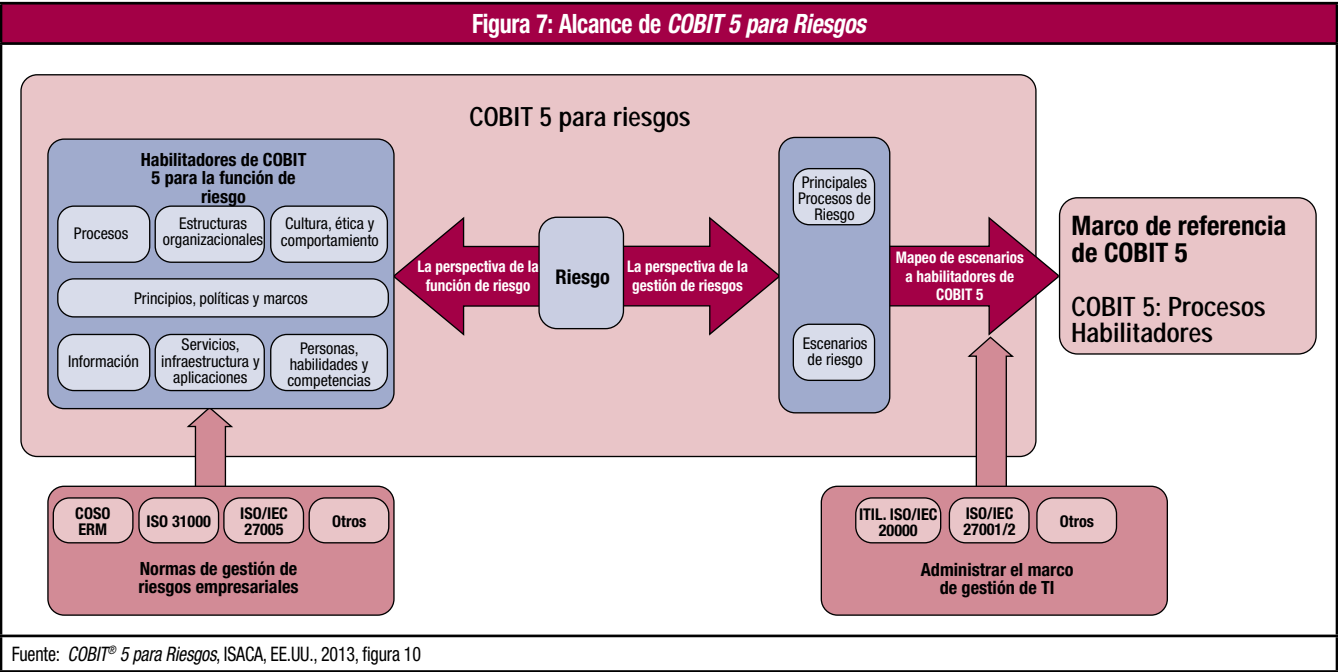 Figura 7: Alcance de COBIT 5 para Riesgos
COBIT 5 para riesgos
Habilitadores de COBIT
5 para la función de
riesgo
Procesos
Estructuras
organizacionales
Cultura, ética y
comportamiento
Principios, políticas y marcos
Información
Servicios,
infraestructura y
aplicaciones
Personas,
habilidades y
competencias
La perspectiva de la
función de riesgo
Riesgo
La perspectiva de la
gestión de riesgos
Principales
Procesos de
Riesgo
Escenarios
de riesgo
Mapeo de escenarios
a habilitadores de
COBIT 5
Marco de referencia
de COBIT 5
COBIT 5: Procesos
Habilitadores
COSO
ERM
ISO 31000
ISO/IEC
27005
Otros
Normas de gestión de
riesgos empresariales
ITIL. ISO/IEC
20000
ISO/IEC
27001/2
Otros
Administrar el marco
de gestión de TI
Fuente: COBIT® 5 para Riesgos, ISACA, EE.UU., 2013, figura 10